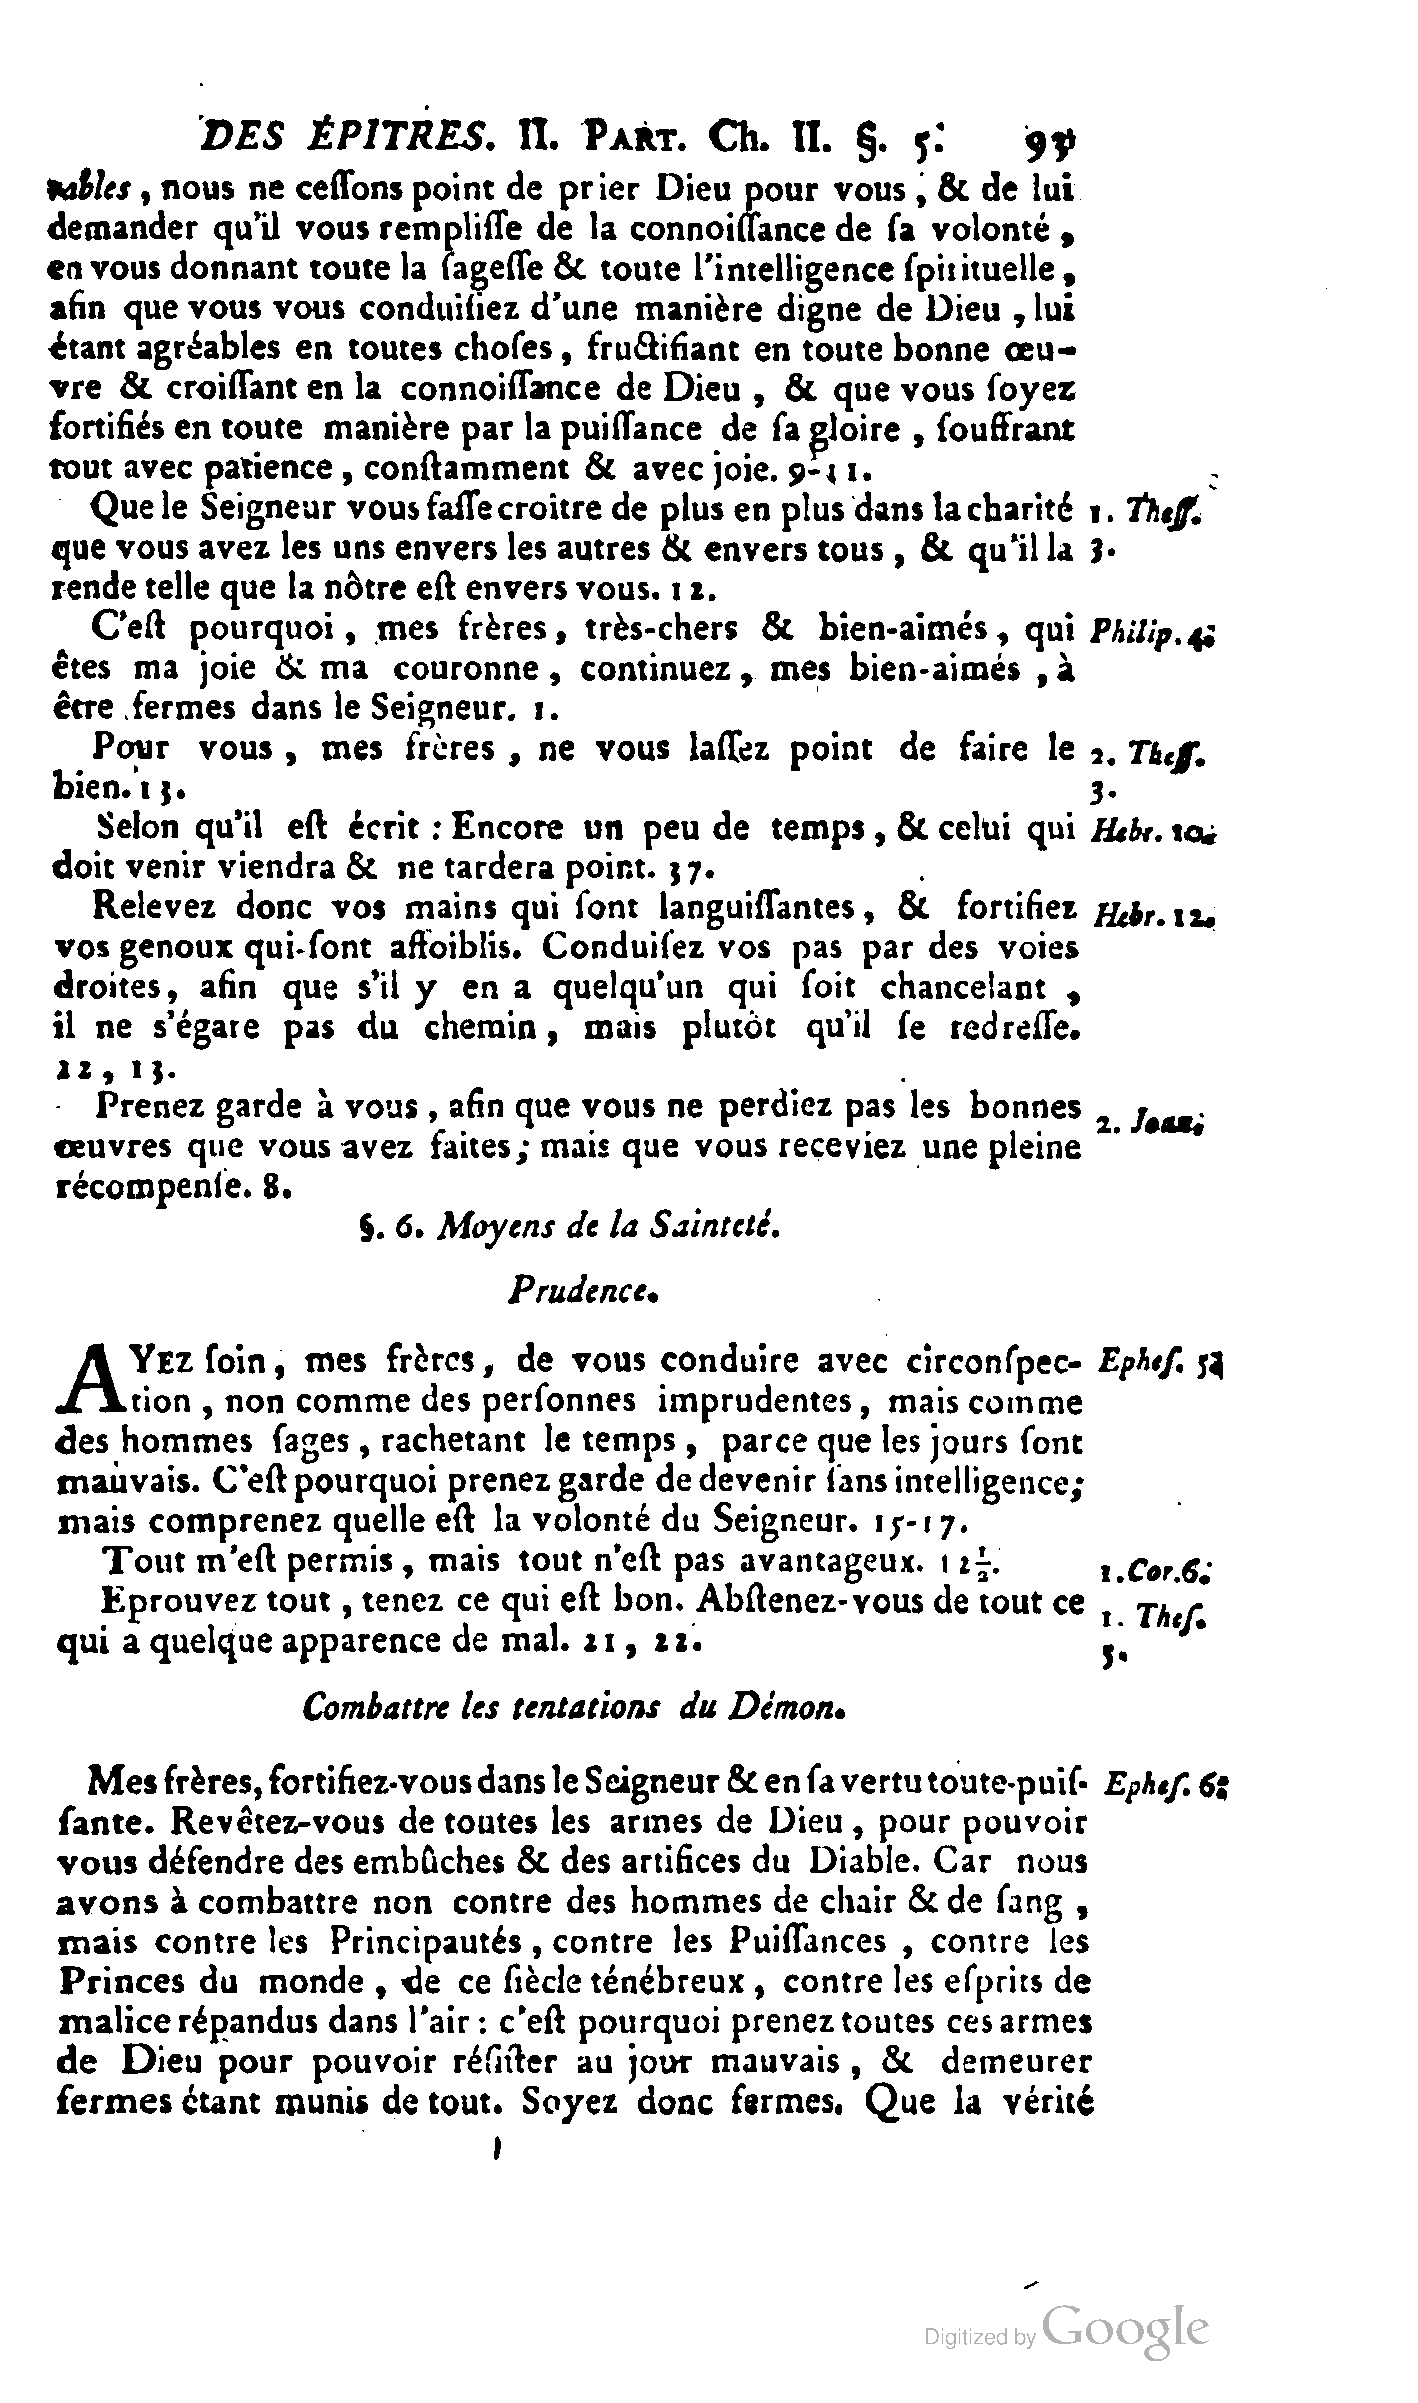 DES ÉPITRES. II. PART. Ch. II. §. 5.
nous ne ceſſons point de prier Dieu pour vous, & de lui
demander qu'il vous rempliſſe de la connoiſſance de ſa volonté,
en vous donnant toute la ſageſſe & toute l'intelligence ſpirituelle,
afin que vous vous conduiſiez d'une manière digne de Dieu, lui
étant agréables en toutes choſes, fructifiant en toute bonne œu-
vre & croiſſant en la connoiſſance de Dieu, & que vous ſoyez
fortifiés en toute manière par la puiſſance de ſa gloire, ſouffrant
tout avec patience, conſtamment & avec joie. 9-11.
Que le Seigneur vous faſſe croitre de plus en plus dans la charité 1. Theſſ.
que vous avez les uns envers les autres & envers tous, & qu'il la 3.
rende telle que la nôtre eſt envers vous. 12.
C'eſt pourquoi, mes frères, très-chers & bien-aimés, qui Philip. 4.
êtes ma joie & ma couronne, continuez, mes bien-aimés, à
être fermes dans le Seigneur. 1.
Pour vous, mes frères, ne vous laſſez point de faire le 2. Theſſ.
bien. 13. 3.
Selon qu'il eſt écrit : Encore un peu de temps, & celui qui Hebr. 10.
doit venir viendra & ne tardera point. 37.
Relevez donc vos mains qui ſont languiſſantes, & fortifiez Hebr. 12.
vos genoux qui ſont affoiblis. Conduiſez vos pas par des voies
droites, afin que s'il y en a quelqu'un qui ſoit chancelant,
il ne s'égare pas du chemin, mais plutôt qu'il ſe redreſſe.
12, 13.
Prenez garde à vous, afin que vous ne perdiez pas les bonnes 2. Joan.
œuvres que vous avez faites; mais que vous receviez une pleine
récompenſe. 8.
§. 6. Moyens de la Sainteté.
Prudence.
AYEZ ſoin, mes frères, de vous conduire avec circonſpec- Epheſ. 5.
tion, non comme des perſonnes imprudentes, mais comme
des hommes ſages, rachetant le temps, parce que les jours ſont
mauvais. C'eſt pourquoi prenez garde de devenir ſans intelligence;
mais comprenez quelle eſt la volonté du Seigneur. 15-17.
Tout m'eſt permis, mais tout n'eſt pas avantageux. 12½. 1. Cor. 6.
Eprouvez tout, tenez ce qui eſt bon. Abſtenez-vous de tout ce 1. Theſ.
qui a quelque apparence de mal. 21, 22. 5.
Combattre les tentations du Démon.
Mes frères, fortifiez-vous dans le Seigneur & en ſa vertu toute-puiſ- Epheſ. 6.
ſante. Revêtez-vous de toutes les armes de Dieu, pour pouvoir
vous défendre des embûches & des artifices du Diable. Car nous
avons à combattre non contre des hommes de chair & de ſang,
mais contre les Principautés, contre les Puiſſances, contre les
Princes du monde, de ce ſiècle ténébreux, contre les eſprits de
malice répandus dans l'air : c'eſt pourquoi prenez toutes ces armes
de Dieu pour pouvoir réſiſter au jour mauvais, & demeurer
fermes étant munis de tout. Soyez donc fermes. Que la vérité
Digitized by Google